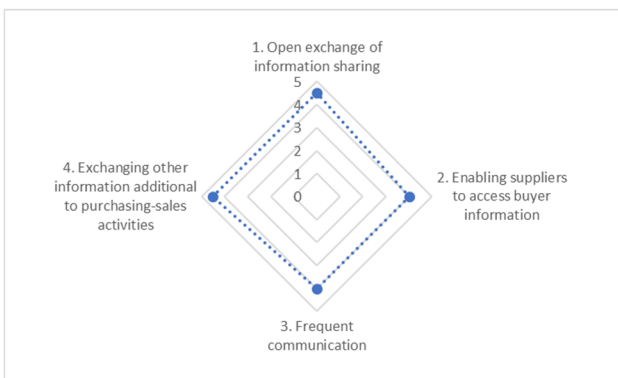 1. Open exchange of
information sharing
5
4
3
2
1
0
4. Exchanging other
information additional
to purchasing-sales
activities
2. Enabling suppliers
to access buyer
information
3. Frequent
communication